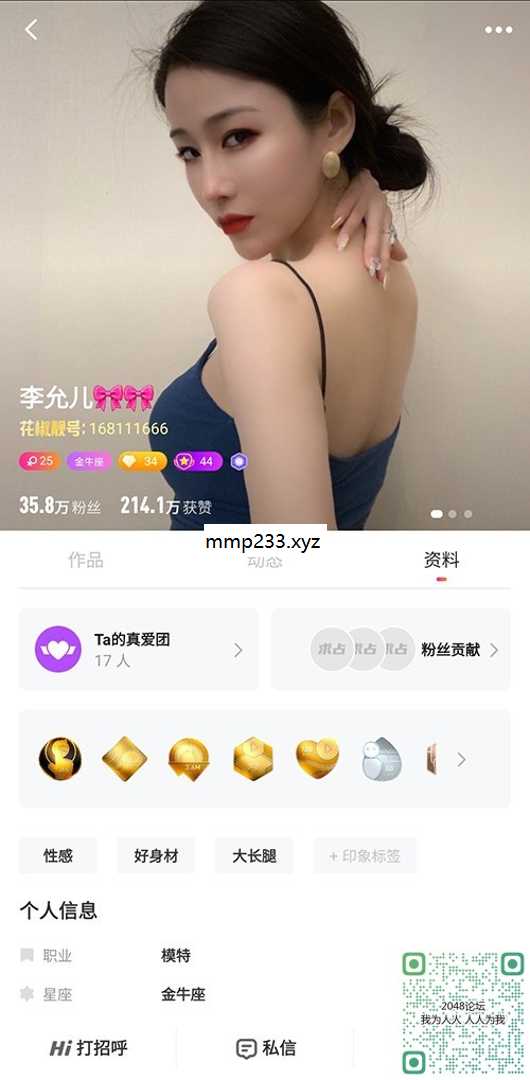 李允儿
花椒靓号: 168111666
25 金牛座 34 44
35.8万粉丝 214.1万获赞
mmp233.xyz
作品 动态 资料
Ta的真爱团
17 人
求占 求占 求占 粉丝贡献
性感 好身材 大长腿 + 印象标签
个人信息
职业 模特
星座 金牛座
2048论坛
我为人人 人人为我
Hi 打招呼 私信